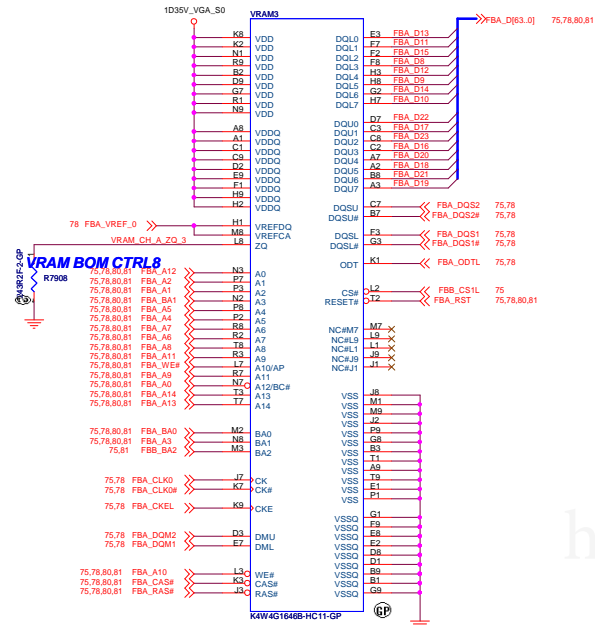 1D35V_VGA_S0
VRAM3
FBA_D[63..0] 75,78,80,81
K8 VDD
K2 VDD
N1 VDD
R9 VDD
B2 VDD
D9 VDD
G7 VDD
R1 VDD
N9 VDD
A8 VDDQ
A1 VDDQ
C1 VDDQ
C9 VDDQ
D2 VDDQ
E9 VDDQ
F1 VDDQ
H9 VDDQ
H2 VDDQ
78 FBA_VREF_0 H1 VREFDQ
M8 VREFCA
VRAM_CH_A_ZQ_3 L8 ZQ
VRAM BOM CTRL8
R7908
75,78,80,81 FBA_A12 N3 A0
75,78,80,81 FBA_A2 P7 A1
75,78,80,81 FBA_A1 P3 A2
75,78,80,81 FBA_BA1 N2 A3
75,78,80,81 FBA_A5 P8 A4
75,78,80,81 FBA_A4 P2 A5
75,78,80,81 FBA_A7 R8 A6
75,78,80,81 FBA_A6 R2 A7
75,78,80,81 FBA_A8 T8 A8
75,78,80,81 FBA_A11 R3 A9
75,78,80,81 FBA_WE# L7 A10/AP
75,78,80,81 FBA_A9 R7 A11
75,78,80,81 FBA_A0 N7 A12/BC#
75,78,80,81 FBA_A14 T3 A13
75,78,80,81 FBA_A13 T7 A14
75,78,80,81 FBA_BA0 M2 BA0
75,78,80,81 FBA_A3 N8 BA1
75,81 FBB_BA2 M3 BA2
75,78 FBA_CLK0 J7 CK
75,78 FBA_CLK0# K7 CK#
75,78 FBA_CKEL K9 CKE
75,78 FBA_DQM2 D3 DMU
75,78 FBA_DQM1 E7 DML
75,78,80,81 FBA_A10 L3 WE#
75,78,80,81 FBA_CAS# K3 CAS#
75,78,80,81 FBA_RAS# J3 RAS#
DQL0 E3 FBA_D13
DQL1 F7 FBA_D11
DQL2 F2 FBA_D15
DQL3 F8 FBA_D8
DQL4 H3 FBA_D12
DQL5 H8 FBA_D9
DQL6 G2 FBA_D14
DQL7 H7 FBA_D10
DQU0 D7 FBA_D22
DQU1 C3 FBA_D17
DQU2 C8 FBA_D23
DQU3 C2 FBA_D16
DQU4 A7 FBA_D20
DQU5 A2 FBA_D18
DQU6 B8 FBA_D21
DQU7 A3 FBA_D19
DQSU C7 FBA_DQS2 75,78
DQSU# B7 FBA_DQS2# 75,78
DQSL F3 FBA_DQS1 75,78
DQSL# G3 FBA_DQS1# 75,78
ODT K1 FBA_ODTL 75,78
CS# L2 FBB_CS1L 75
RESET# T2 FBA_RST 75,78,80,81
NC#M7 M7
NC#L9 L9
NC#L1 L1
NC#J9 J9
NC#J1 J1
VSS J8
VSS M1
VSS M9
VSS J2
VSS P9
VSS G8
VSS B3
VSS T1
VSS A9
VSS T9
VSS E1
VSS P1
VSSQ G1
VSSQ F9
VSSQ E8
VSSQ E2
VSSQ D8
VSSQ D1
VSSQ B9
VSSQ B1
VSSQ G9
K4W4G1646B-HC11-GP
GP
h